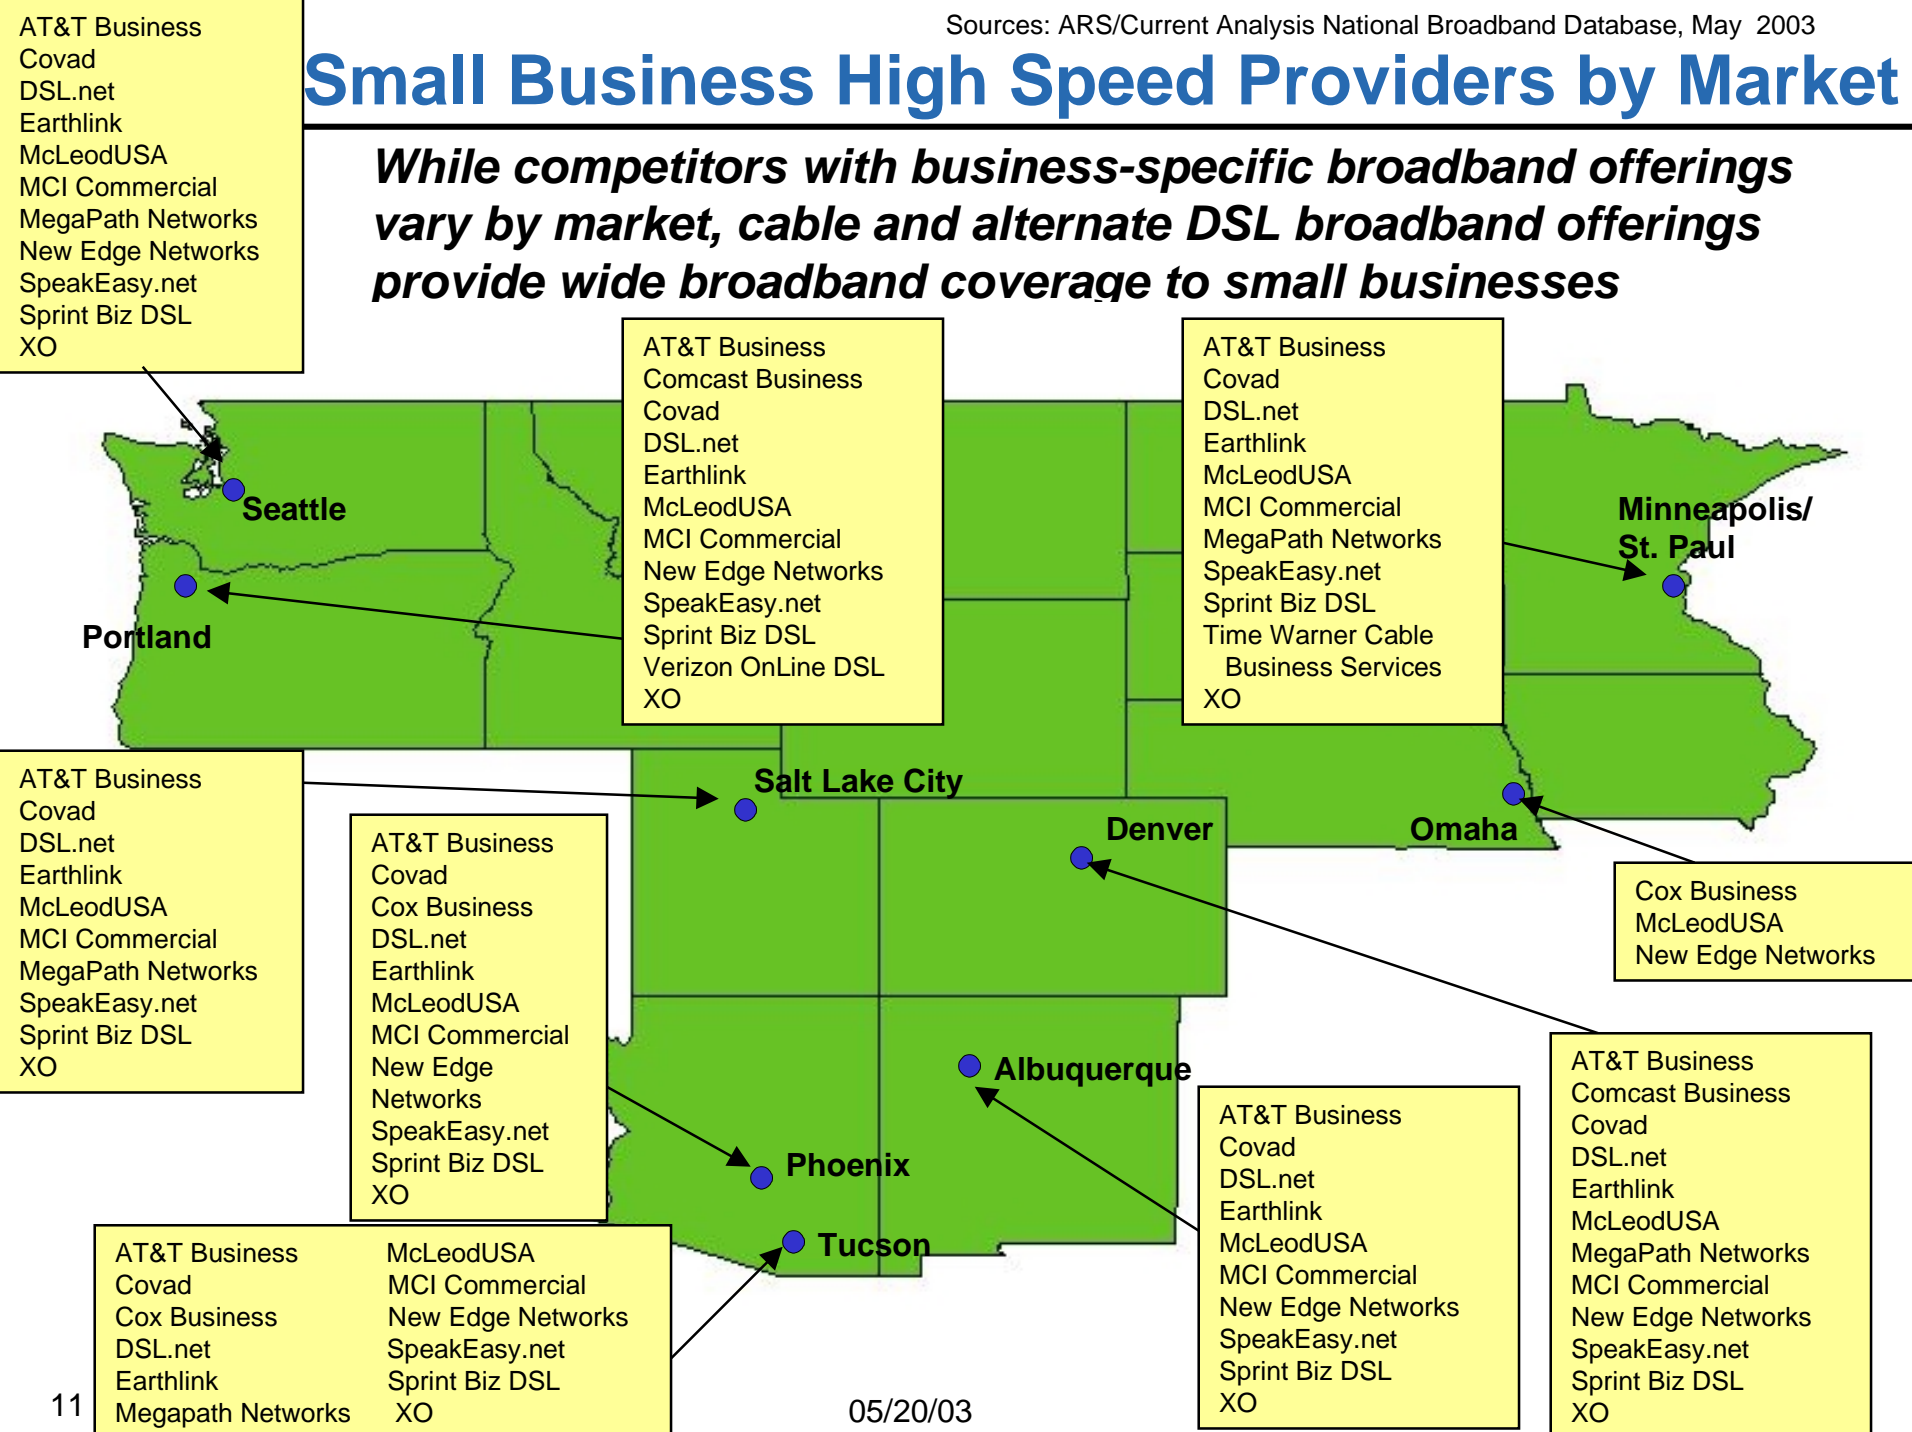 AT&T Business
Covad
DSL.net
Earthlink
McLeodUSA
MCI Commercial
MegaPath Networks
New Edge Networks
SpeakEasy.net
Sprint Biz DSL
XO
Sources: ARS/Current Analysis National Broadband Database, May  2003
Small Business High Speed Providers by Market
While competitors with business-specific broadband offerings
vary by market, cable and alternate DSL broadband offerings
provide wide broadband coverage to small businesses
AT&T Business
Comcast Business
Covad
DSL.net
Earthlink
McLeodUSA
MCI Commercial
New Edge Networks
SpeakEasy.net
Sprint Biz DSL
Verizon OnLine DSL
XO
AT&T Business
Covad
DSL.net
Earthlink
McLeodUSA
MCI Commercial
MegaPath Networks
SpeakEasy.net
Sprint Biz DSL
Time Warner Cable
Business Services
XO
Seattle
Minneapolis/
St. Paul
Portland
Salt Lake City
Denver
Omaha
AT&T Business
Covad
DSL.net
Earthlink
McLeodUSA
MCI Commercial
MegaPath Networks
SpeakEasy.net
Sprint Biz DSL
XO
AT&T Business
Covad
Cox Business
DSL.net
Earthlink
McLeodUSA
MCI Commercial
New Edge
Networks
SpeakEasy.net
Sprint Biz DSL
XO
Cox Business
McLeodUSA
New Edge Networks
Albuquerque
Phoenix
Tucson
AT&T Business
Covad
DSL.net
Earthlink
McLeodUSA
MCI Commercial
New Edge Networks
SpeakEasy.net
Sprint Biz DSL
XO
AT&T Business
Comcast Business
Covad
DSL.net
Earthlink
McLeodUSA
MegaPath Networks
MCI Commercial
New Edge Networks
SpeakEasy.net
Sprint Biz DSL
XO
AT&T Business McLeodUSA
Covad MCI Commercial
Cox Business New Edge Networks
DSL.net SpeakEasy.net
Earthlink Sprint Biz DSL
Megapath Networks XO
11
05/20/03